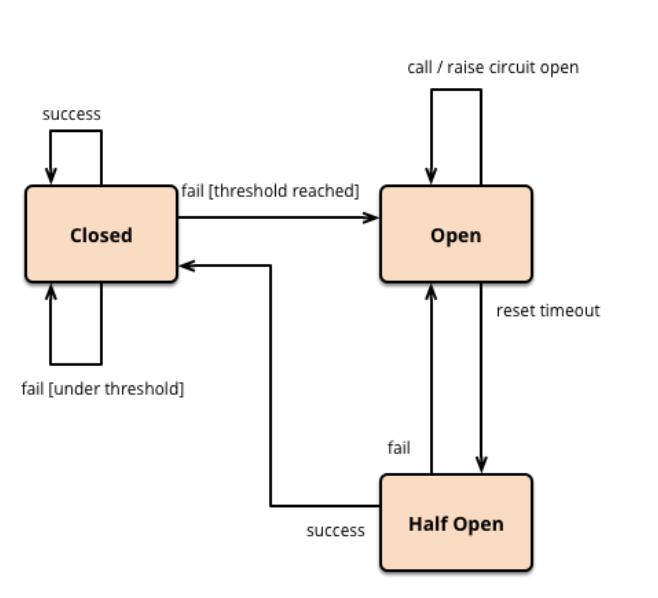 call / raise circuit open
success
fail [threshold reached]
Closed
Open
reset timeout
fail [under threshold]
fail
Half Open
success